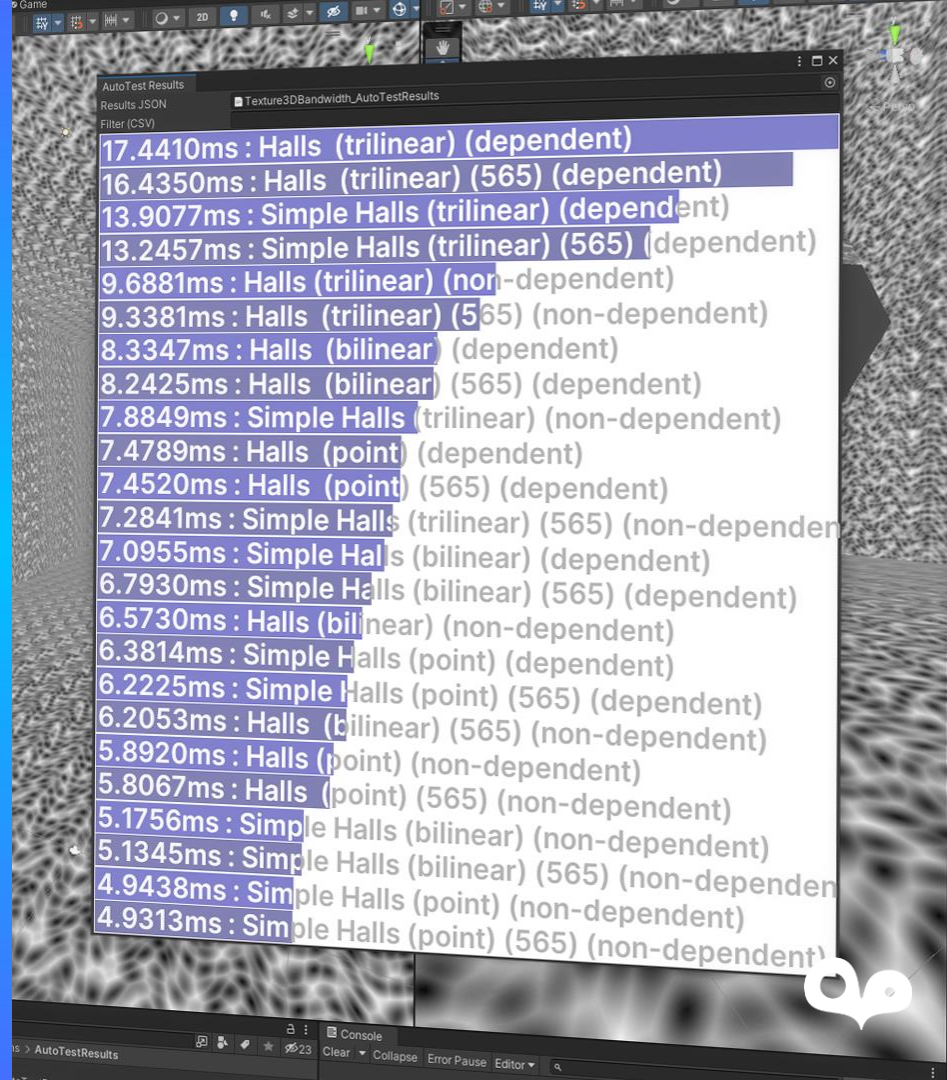 Game
2D
AutoTest Results
Results JSON
Texture3DBandwidth_AutoTestResults
Filter (CSV)
17.4410ms : Halls (trilinear) (dependent)
16.4350ms : Halls (trilinear) (565) (dependent)
13.9077ms : Simple Halls (trilinear) (dependent)
13.2457ms : Simple Halls (trilinear) (565) (dependent)
9.6881ms : Halls (trilinear) (non-dependent)
9.3381ms : Halls (trilinear) (565) (non-dependent)
8.3347ms : Halls (bilinear) (dependent)
8.2425ms : Halls (bilinear) (565) (dependent)
7.8849ms : Simple Halls (trilinear) (non-dependent)
7.4789ms : Halls (point) (dependent)
7.4520ms : Halls (point) (565) (dependent)
7.2841ms : Simple Halls (trilinear) (565) (non-dependen
7.0955ms : Simple Halls (bilinear) (dependent)
6.7930ms : Simple Halls (bilinear) (565) (dependent)
6.5730ms : Halls (bilinear) (non-dependent)
6.3814ms : Simple Halls (point) (dependent)
6.2225ms : Simple Halls (point) (565) (dependent)
6.2053ms : Halls (bilinear) (565) (non-dependent)
5.8920ms : Halls (point) (non-dependent)
5.8067ms : Halls (point) (565) (non-dependent)
5.1756ms : Simple Halls (bilinear) (non-dependent)
5.1345ms : Simple Halls (bilinear) (565) (non-dependen
4.9438ms : Simple Halls (point) (non-dependent)
4.9313ms : Simple Halls (point) (565) (non-dependent)
Persp
23
s > AutoTestResults
Console
Clear Collapse Error Pause Editor